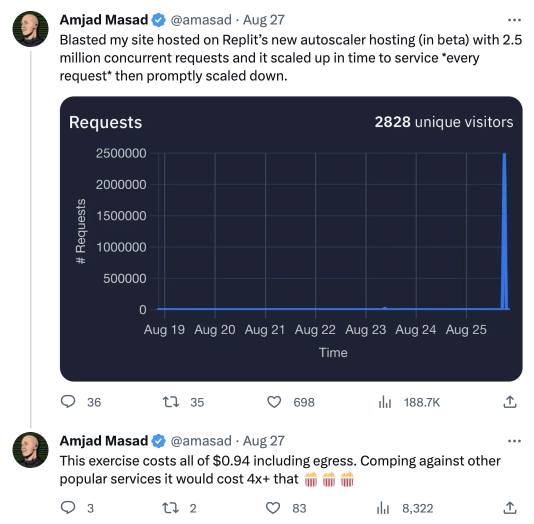 Amjad Masad @amasad · Aug 27
Blasted my site hosted on Replit's new autoscaler hosting (in beta) with 2.5
million concurrent requests and it scaled up in time to service *every
request* then promptly scaled down.
Requests
2828 unique visitors
# Requests
2500000
2000000
1500000
1000000
500000
0
Aug 19 Aug 20 Aug 21 Aug 22 Aug 23 Aug 24 Aug 25
Time
36 35 698 188.7K
Amjad Masad @amasad · Aug 27
This exercise costs all of $0.94 including egress. Comping against other
popular services it would cost 4x+ that 🍿 🍿 🍿
3 2 83 8,322